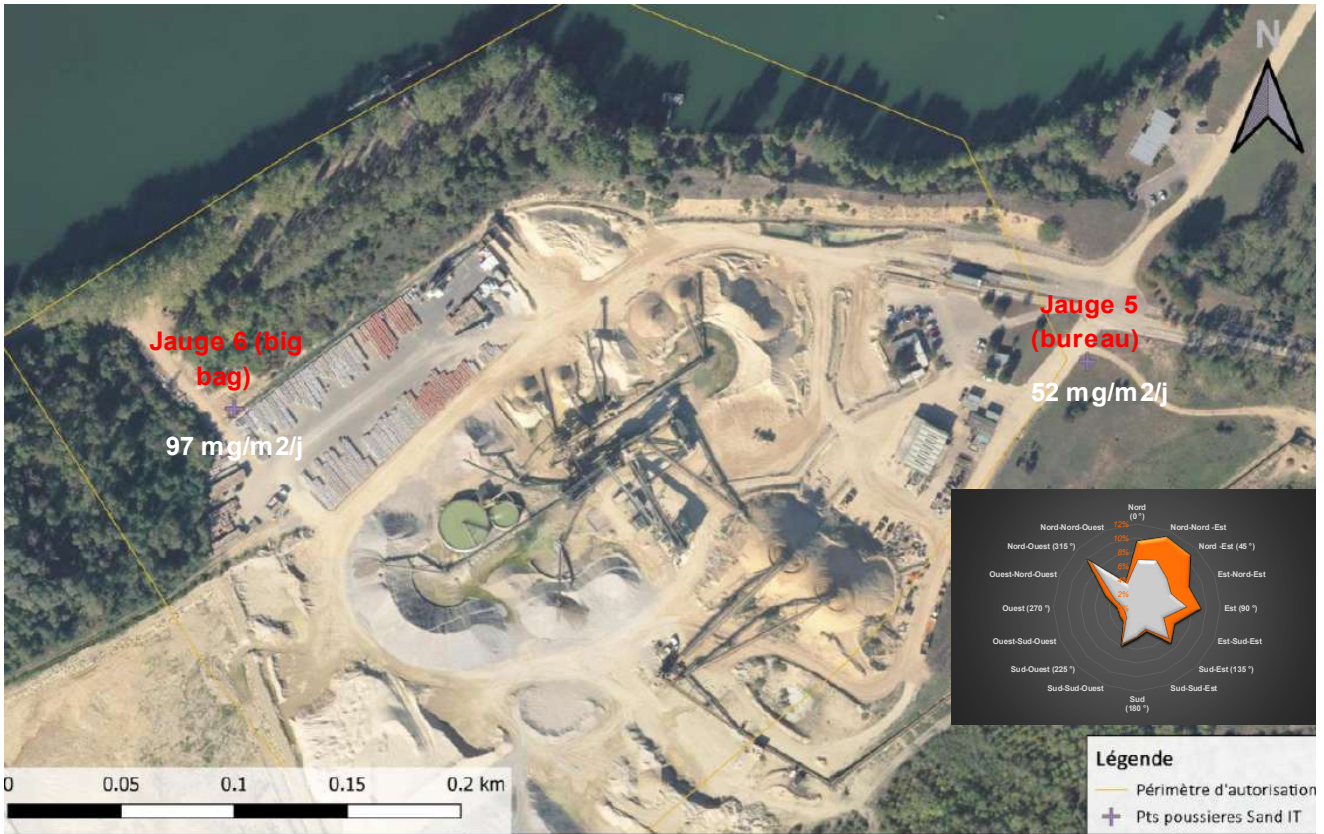 N
Jauge 5
(bureau)
52 mg/m2/j
Jauge 6 (big
bag)
97 mg/m2/j
Nord
(0°)
12%
Nord-Nord-Ouest
Nord-Nord -Est
10%
Nord-Ouest (315 °)
Nord -Est (45 °)
8%
6%
Ouest-Nord-Ouest
Est-Nord-Est
2%
Ouest (270 °)
Est (90 °)
Ouest-Sud-Ouest
Est-Sud-Est
Sud-Ouest (225 °)
Sud-Est (135 °)
Sud-Sud-Ouest
Sud-Sud-Est
Sud
(180 °)
0 0.05 0.1 0.15 0.2 km
Légende
Périmètre d'autorisation
Pts poussieres Sand IT